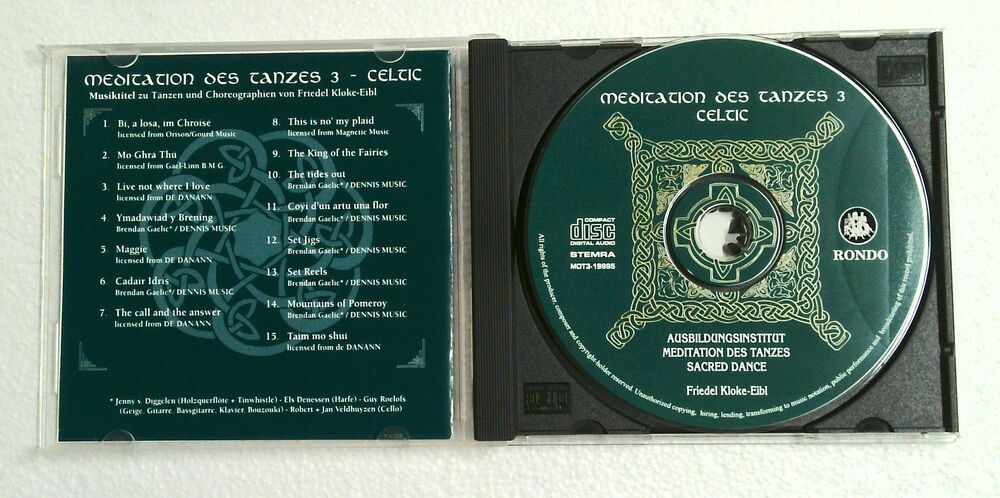 MEDITATION DES TANZES 3 - CELTIC
Musiktitel zu Tänzen und Choreographien von Friedel Kloke-Eibl
1. Bi, a losa, im Chroise
licensed from Orison/Gourd Music
2. Mo Ghra Thu
licensed from Gael-Linn B M G
3. Live not where I love
licensed from DE DANANN
4. Ymadawiad y Brening
Brendan Gaelic* / DENNIS MUSIC
5. Maggie
licensed from DE DANANN
6. Cadair Idris
Brendan Gaelic* / DENNIS MUSIC
7. The call and the answer
licensed from DE DANANN
8. This is no' my plaid
licensed from Magnetic Music
9. The King of the Fairies
10. The tides out
Brendan Gaelic* / DENNIS MUSIC
11. Coyi d'un artu una flor
Brendan Gaelic* / DENNIS MUSIC
12. Set Jigs
Brendan Gaelic* / DENNIS MUSIC
13. Set Reels
Brendan Gaelic* / DENNIS MUSIC
14. Mountains of Pomeroy
Brendan Gaelic* / DENNIS MUSIC
15. Taim mo shui
licensed from de DANANN
* Jenny v. Diggelen (Holzquerflöte + Tinwhistle) - Els Denessen (Harfe) - Guy Roelofs
(Geige, Gitarre, Bassgitarre, Klavier, Bouzouki) - Robert + Jan Veldhuyzen (Cello)
MEDITATION DES TANZES 3
CELTIC
COMPACT
disc
DIGITAL AUDIO
STEMRA
MDT3-19995
RONDO
AUSBILDUNGSINSTITUT
MEDITATION DES TANZES
SACRED DANCE
Friedel Kloke-Eibl
All rights of the producer, composer and copyright-holder reserved. Unauthorized copying, hiring, lending, transforming to music notation, public performance and broadcasting of this record prohibited.